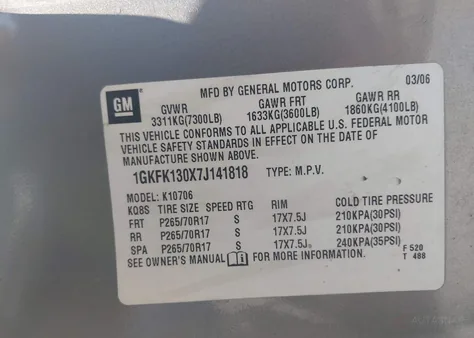 GM
MFD BY GENERAL MOTORS CORP. 03/06
GVWR GAWR FRT GAWR RR
3311KG(7300LB) 1633KG(3600LB) 1860KG(4100LB)
THIS VEHICLE CONFORMS TO ALL APPLICABLE U.S. FEDERAL MOTOR
VEHICLE SAFETY STANDARDS IN EFFECT ON THE DATE OF
MANUFACTURE SHOWN ABOVE.
1GKFK130X7J141818 TYPE: M.P.V.
MODEL: K10706
KQBS TIRE SIZE SPEED RTG RIM COLD TIRE PRESSURE
FRT P265/70R17 S 17X7.5J 210KPA(30PSI)
RR P265/70R17 S 17X7.5J 210KPA(30PSI)
SPA P265/70R17 S 17X7.5J 240KPA(35PSI) F 520
SEE OWNER'S MANUAL FOR MORE INFORMATION. T 488